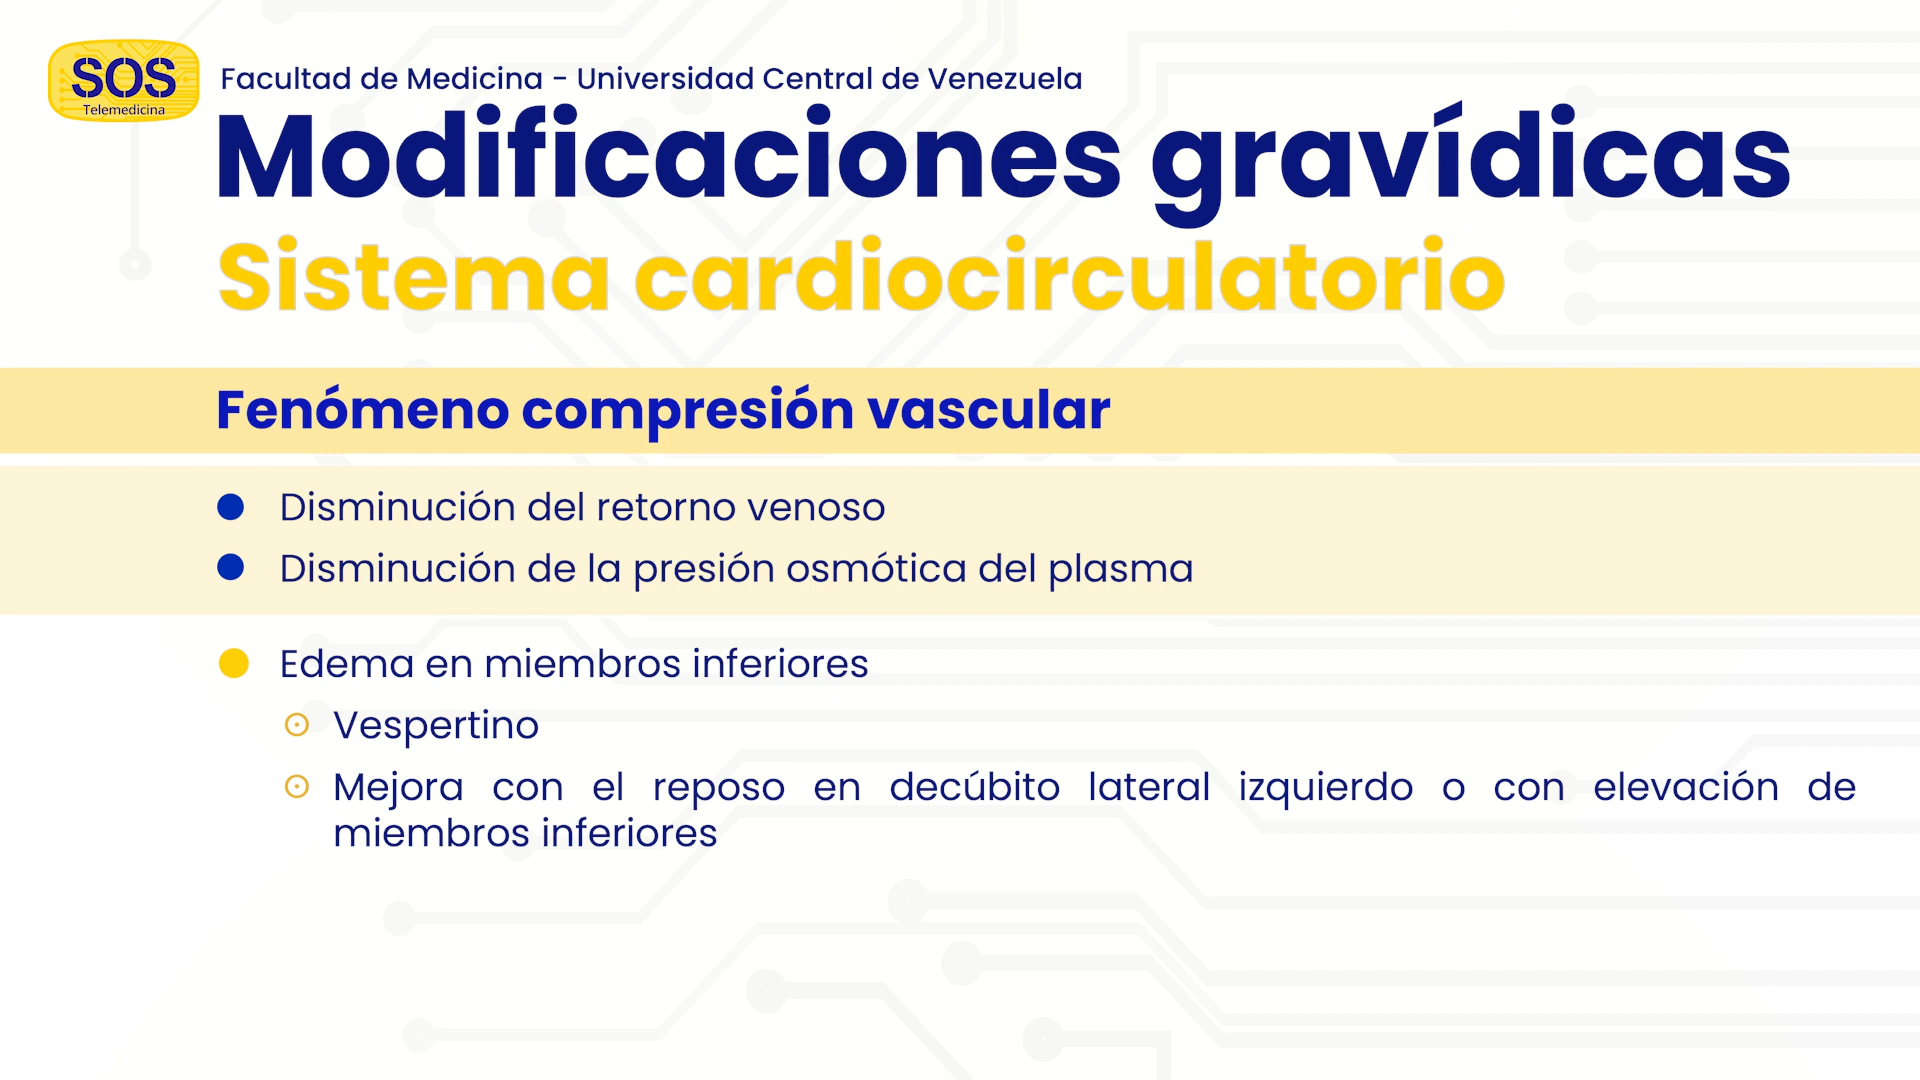 SOS
Telemedicina
Facultad de Medicina - Universidad Central de Venezuela
Modificaciones gravídicas
Sistema cardiocirculatorio
Fenómeno compresión vascular
Disminución del retorno venoso
Disminución de la presión osmótica del plasma
Edema en miembros inferiores
Vespertino
Mejora con el reposo en decúbito lateral izquierdo o con elevación de
miembros inferiores